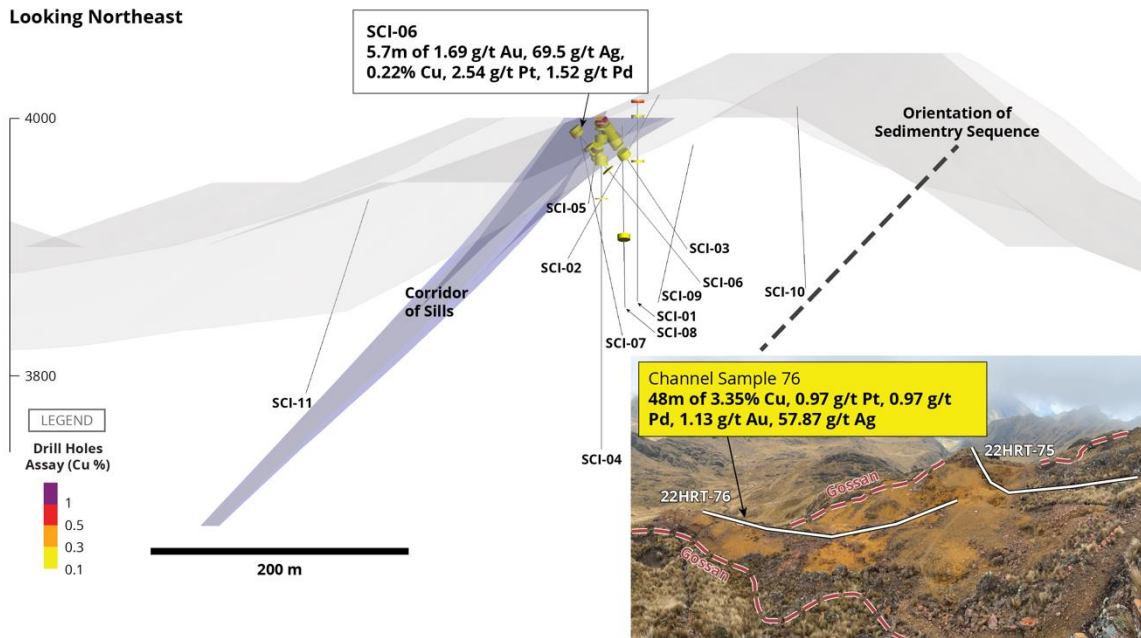 Looking Northeast
SCI-06
5.7m of 1.69 g/t Au, 69.5 g/t Ag,
0.22% Cu, 2.54 g/t Pt, 1.52 g/t Pd
4000
Orientation of
Sedimentry Sequence
SCI-05
SCI-03
SCI-02
SCI-06
SCI-10
SCI-09
Corridor
of Sills
SCI-01
SCI-08
SCI-07
3800
Channel Sample 76
48m of 3.35% Cu, 0.97 g/t Pt, 0.97 g/t
Pd, 1.13 g/t Au, 57.87 g/t Ag
SCI-11
LEGEND
Drill Holes
Assay (Cu %)
1
0.5
0.3
0.1
SCI-04
200 m
22HRT-75
22HRT-76
Gossan
Gossan